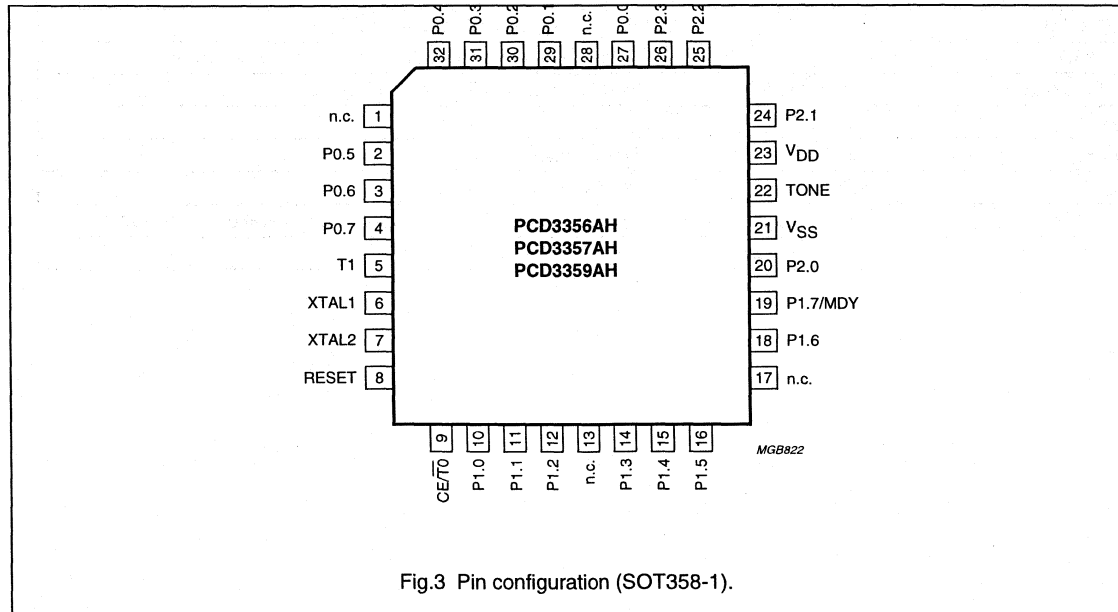 P0.4 P0.3 P0.2 P0.1 n.c. P0.0 P2.3 P2.2
32 31 30 29 28 27 26 25
n.c. 1
P0.5 2
P0.6 3
P0.7 4
T1 5
XTAL1 6
XTAL2 7
RESET 8
PCD3356AH
PCD3357AH
PCD3359AH
24 P2.1
23 VDD
22 TONE
21 VSS
20 P2.0
19 P1.7/MDY
18 P1.6
17 n.c.
9 10 11 12 13 14 15 16
CE/T̅0̅ P1.0 P1.1 P1.2 n.c. P1.3 P1.4 P1.5
MGB822
Fig.3 Pin configuration (SOT358-1).